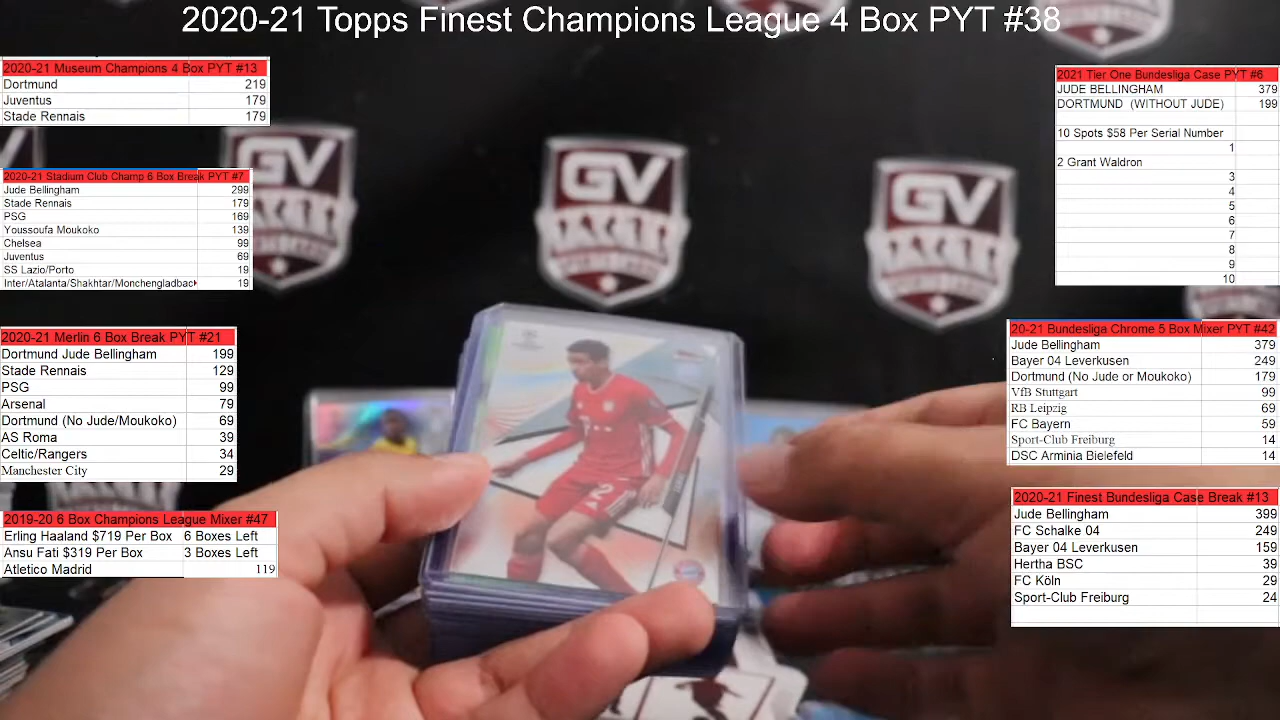 2020-21 Topps Finest Champions League 4 Box PYT #38
2020-21 Museum Champions 4 Box PYT #13
Dortmund 219
Juventus 179
Stade Rennais 179
2020-21 Stadium Club Champ 6 Box Break PYT #7
Jude Bellingham 299
Stade Rennais 179
PSG 169
Youssoufa Moukoko 139
Chelsea 99
Juventus 69
SS Lazio/Porto 19
Inter/Atalanta/Shakhtar/Monchengladbac 19
2020-21 Merlin 6 Box Break PYT #21
Dortmund Jude Bellingham 199
Stade Rennais 129
PSG 99
Arsenal 79
Dortmund (No Jude/Moukoko) 69
AS Roma 39
Celtic/Rangers 34
Manchester City 29
2019-20 6 Box Champions League Mixer #47
Erling Haaland $719 Per Box 6 Boxes Left
Ansu Fati $319 Per Box 3 Boxes Left
Atletico Madrid 119
2021 Tier One Bundesliga Case PYT #6
JUDE BELLINGHAM 379
DORTMUND (WITHOUT JUDE) 199
10 Spots $58 Per Serial Number
1
2 Grant Waldron
3
4
5
6
7
8
9
10
20-21 Bundesliga Chrome 5 Box Mixer PYT #42
Jude Bellingham 379
Bayer 04 Leverkusen 249
Dortmund (No Jude or Moukoko) 179
VfB Stuttgart 99
RB Leipzig 69
FC Bayern 59
Sport-Club Freiburg 14
DSC Arminia Bielefeld 14
2020-21 Finest Bundesliga Case Break #13
Jude Bellingham 399
FC Schalke 04 249
Bayer 04 Leverkusen 159
Hertha BSC 39
FC Köln 29
Sport-Club Freiburg 24
GV
GV
GV